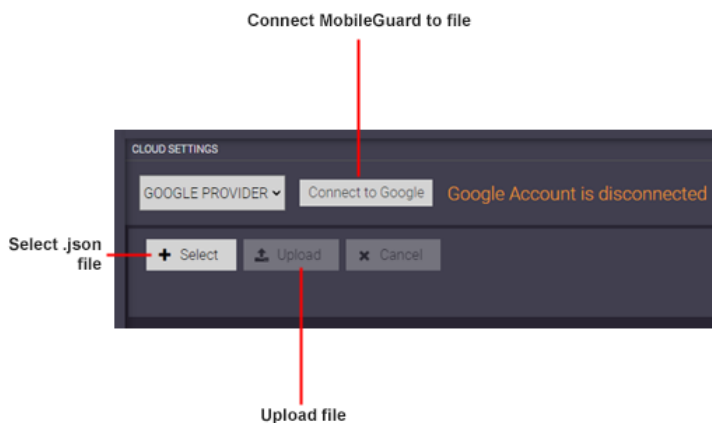 Connect MobileGuard to file
CLOUD SETTINGS
GOOGLE PROVIDER
Connect to Google
Google Account is disconnected
Select .json
file
Select
Upload
Cancel
Upload file